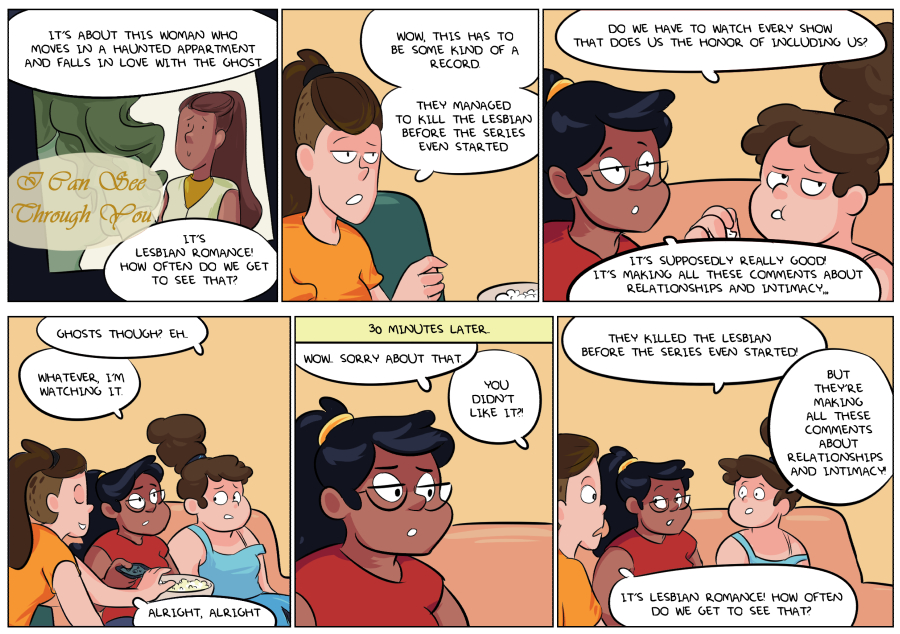 IT'S ABOUT THIS WOMAN WHO
MOVES IN A HAUNTED APPARTMENT
AND FALLS IN LOVE WITH THE GHOST
I Can See
Through You
IT'S
LESBIAN ROMANCE!
HOW OFTEN DO WE GET
TO SEE THAT?
WOW, THIS HAS TO
BE SOME KIND OF A
RECORD.
THEY MANAGED
TO KILL THE LESBIAN
BEFORE THE SERIES
EVEN STARTED
DO WE HAVE TO WATCH EVERY SHOW
THAT DOES US THE HONOR OF INCLUDING US?
IT'S SUPPOSEDLY REALLY GOOD!
IT'S MAKING ALL THESE COMMENTS ABOUT
RELATIONSHIPS AND INTIMACY...
GHOSTS THOUGH? EH..
WHATEVER, I'M
WATCHING IT.
ALRIGHT, ALRIGHT
30 MINUTES LATER..
WOW.. SORRY ABOUT THAT.
YOU
DIDN'T
LIKE IT?!
THEY KILLED THE LESBIAN
BEFORE THE SERIES EVEN STARTED!
BUT
THEY'RE
MAKING
ALL THESE
COMMENTS
ABOUT
RELATIONSHIPS
AND INTIMACY!
IT'S LESBIAN ROMANCE! HOW OFTEN
DO WE GET TO SEE THAT?